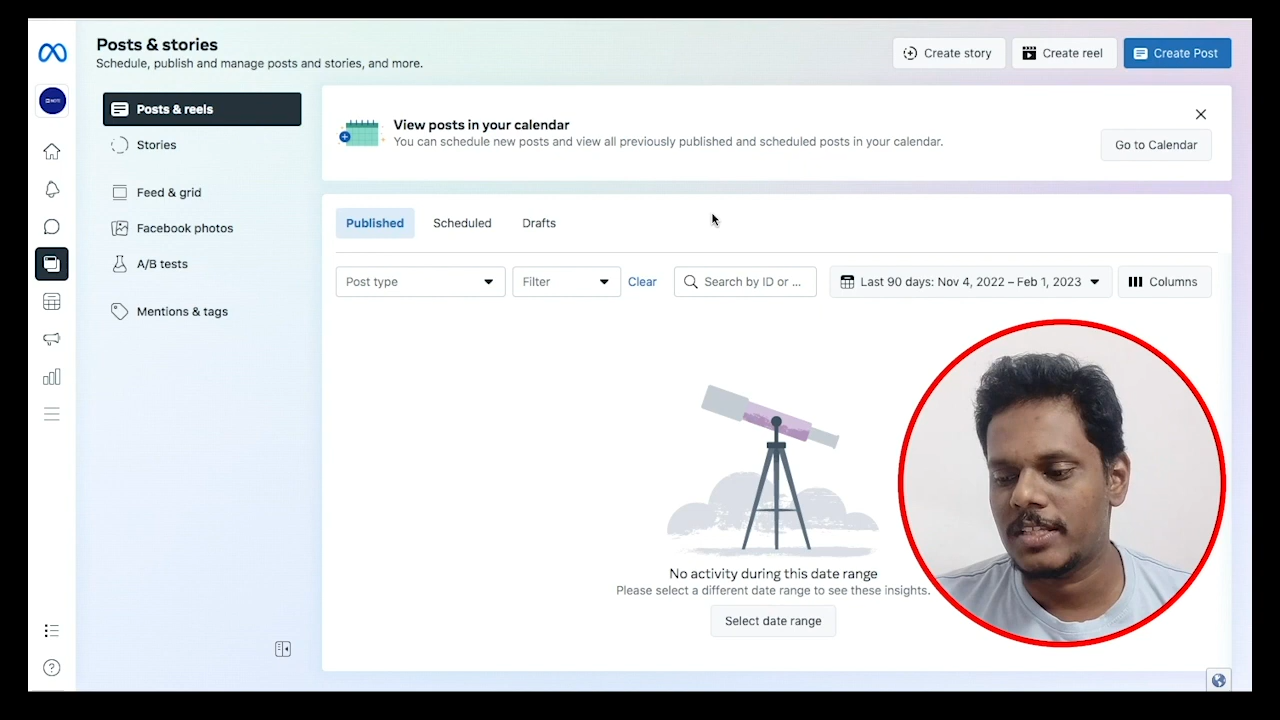 Posts & stories
Schedule, publish and manage posts and stories, and more.
Create story
Create reel
Create Post
Posts & reels
Stories
Feed & grid
Facebook photos
A/B tests
Mentions & tags
View posts in your calendar
You can schedule new posts and view all previously published and scheduled posts in your calendar.
Go to Calendar
Published
Scheduled
Drafts
Post type
Filter
Clear
Search by ID or ...
Last 90 days: Nov 4, 2022 – Feb 1, 2023
Columns
No activity during this date range
Please select a different date range to see these insights.
Select date range